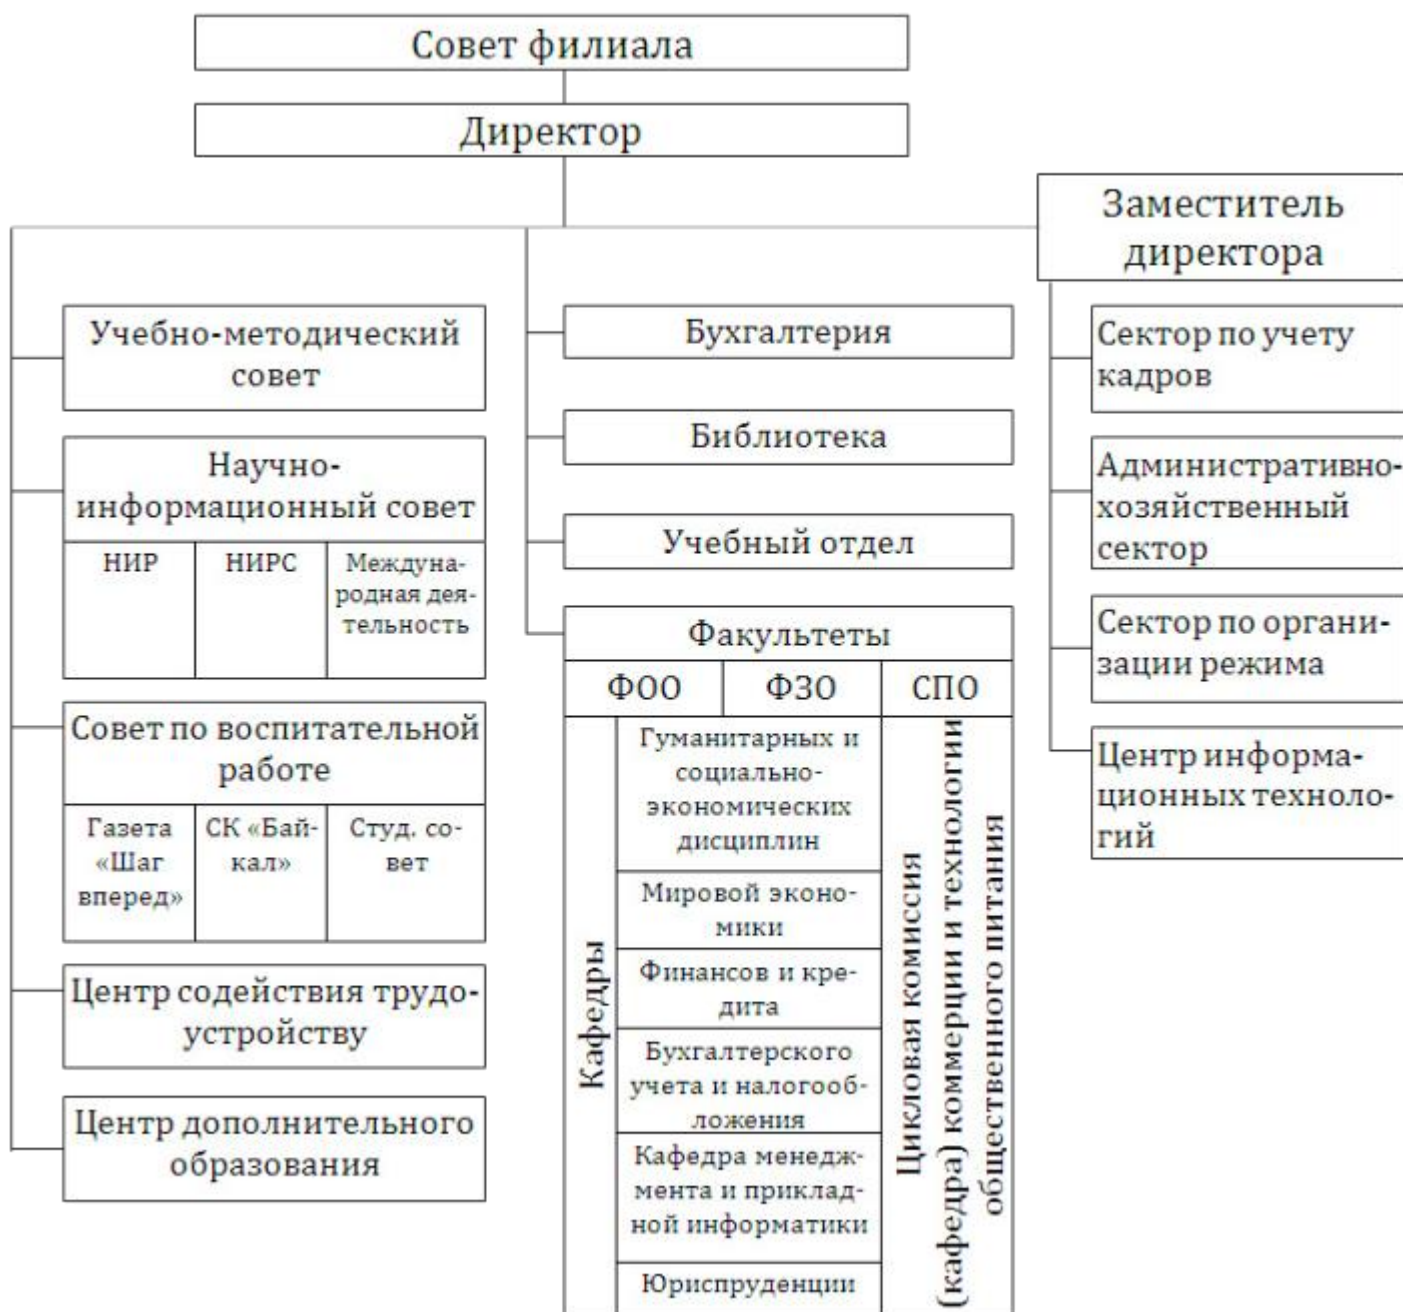 Совет филиала
Директор
Заместитель
директора
Учебно-методический
совет
Научно-
информационный совет
НИР
НИРС
Междуна-
родная дея-
тельность
Совет по воспитательной
работе
Газета
«Шаг
вперед»
СК «Бай-
кал»
Студ. со-
вет
Центр содействия трудо-
устройству
Центр дополнительного
образования
Бухгалтерия
Библиотека
Учебный отдел
Факультеты
ФОО
ФЗО
СПО
Кафедры
Гуманитарных и
социально-
экономических
дисциплин
Мировой эконо-
мики
Финансов и кре-
дита
Бухгалтерского
учета и налогооб-
ложения
Кафедра менедж-
мента и приклад-
ной информатики
Юриспруденции
Цикловая комиссия
(кафедра) коммерции и технологии
общественного питания
Сектор по учету
кадров
Административно-
хозяйственный
сектор
Сектор по органи-
зации режима
Центр информа-
ционных техноло-
гий